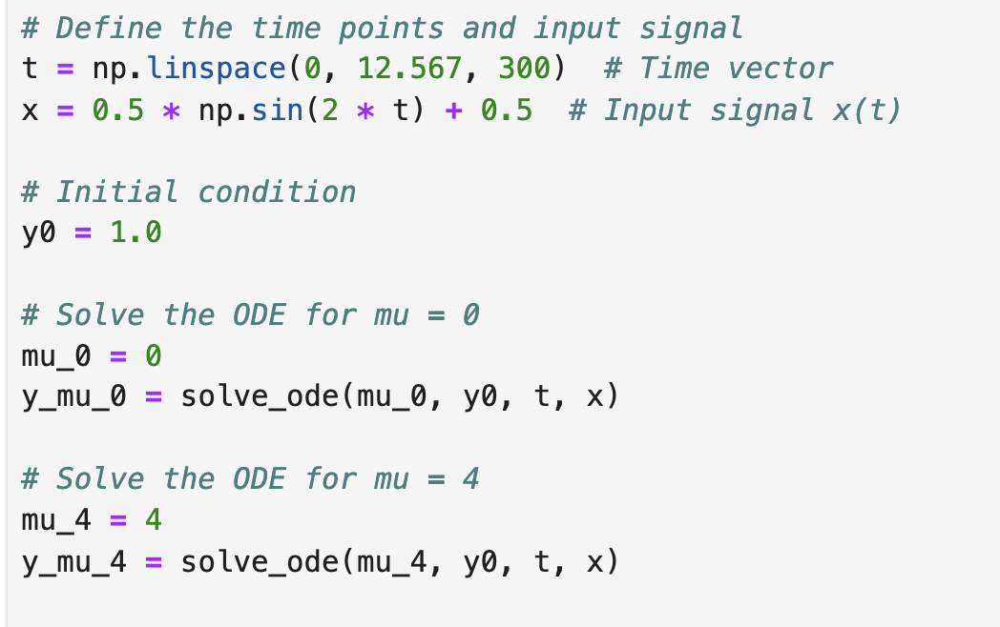 # Define the time points and input signal
t = np.linspace(0, 12.567, 300)  # Time vector
x = 0.5 * np.sin(2 * t) + 0.5  # Input signal x(t)
# Initial condition
y0 = 1.0
# Solve the ODE for mu = 0
mu_0 = 0
y_mu_0 = solve_ode(mu_0, y0, t, x)
# Solve the ODE for mu = 4
mu_4 = 4
y_mu_4 = solve_ode(mu_4, y0, t, x)